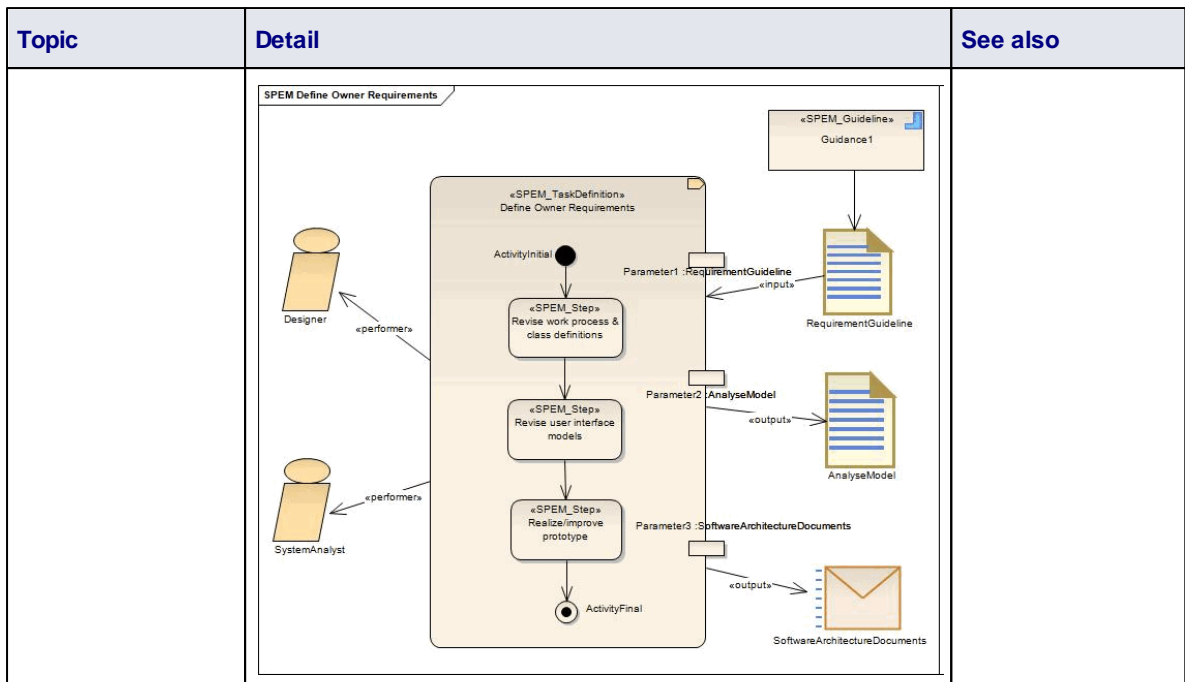 Topic
Detail
See also
SPEM Define Owner Requirements
«SPEM_Guideline»
Guidance1
«SPEM_TaskDefinition»
Define Owner Requirements
ActivityInitial
Parameter1 :RequirementGuideline
«input»
«SPEM_Step»
Revise work process &
class definitions
Designer
«performer»
RequirementGuideline
Parameter2 :AnalyseModel
«SPEM_Step»
Revise user interface
models
«output»
AnalyseModel
«performer»
SystemAnalyst
«SPEM_Step»
Realize/improve
prototype
Parameter3 :SoftwareArchitectureDocuments
«output»
ActivityFinal
SoftwareArchitectureDocuments